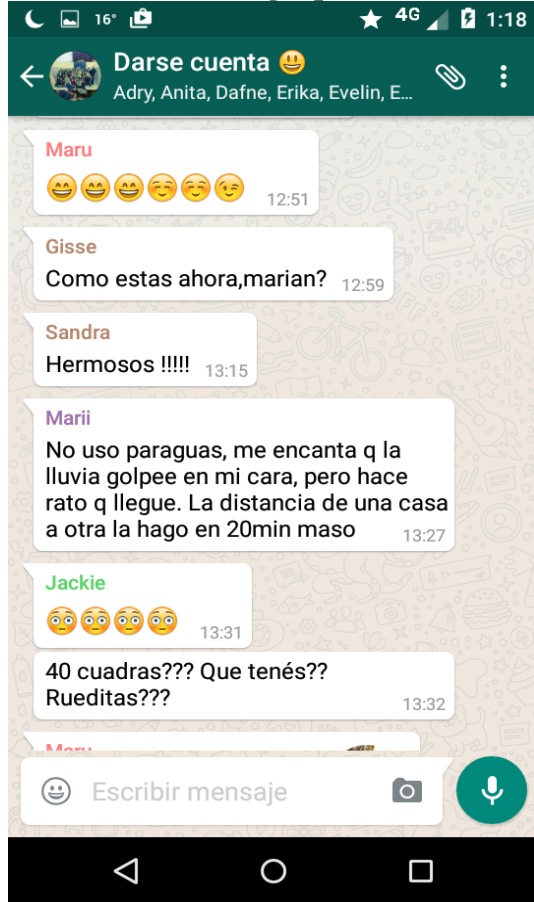 16° 4G 1:18
Darse cuenta 😃
Adry, Anita, Dafne, Erika, Evelin, E...
Maru
😄😄😄☺️☺️😉 12:51
Gisse
Como estas ahora,marian? 12:59
Sandra
Hermosos !!!!! 13:15
Marii
No uso paraguas, me encanta q la
lluvia golpee en mi cara, pero hace
rato q llegue. La distancia de una casa
a otra la hago en 20min maso 13:27
Jackie
😳😳😳😳 13:31
40 cuadras??? Que tenés??
Rueditas??? 13:32
Maru
Escribir mensaje